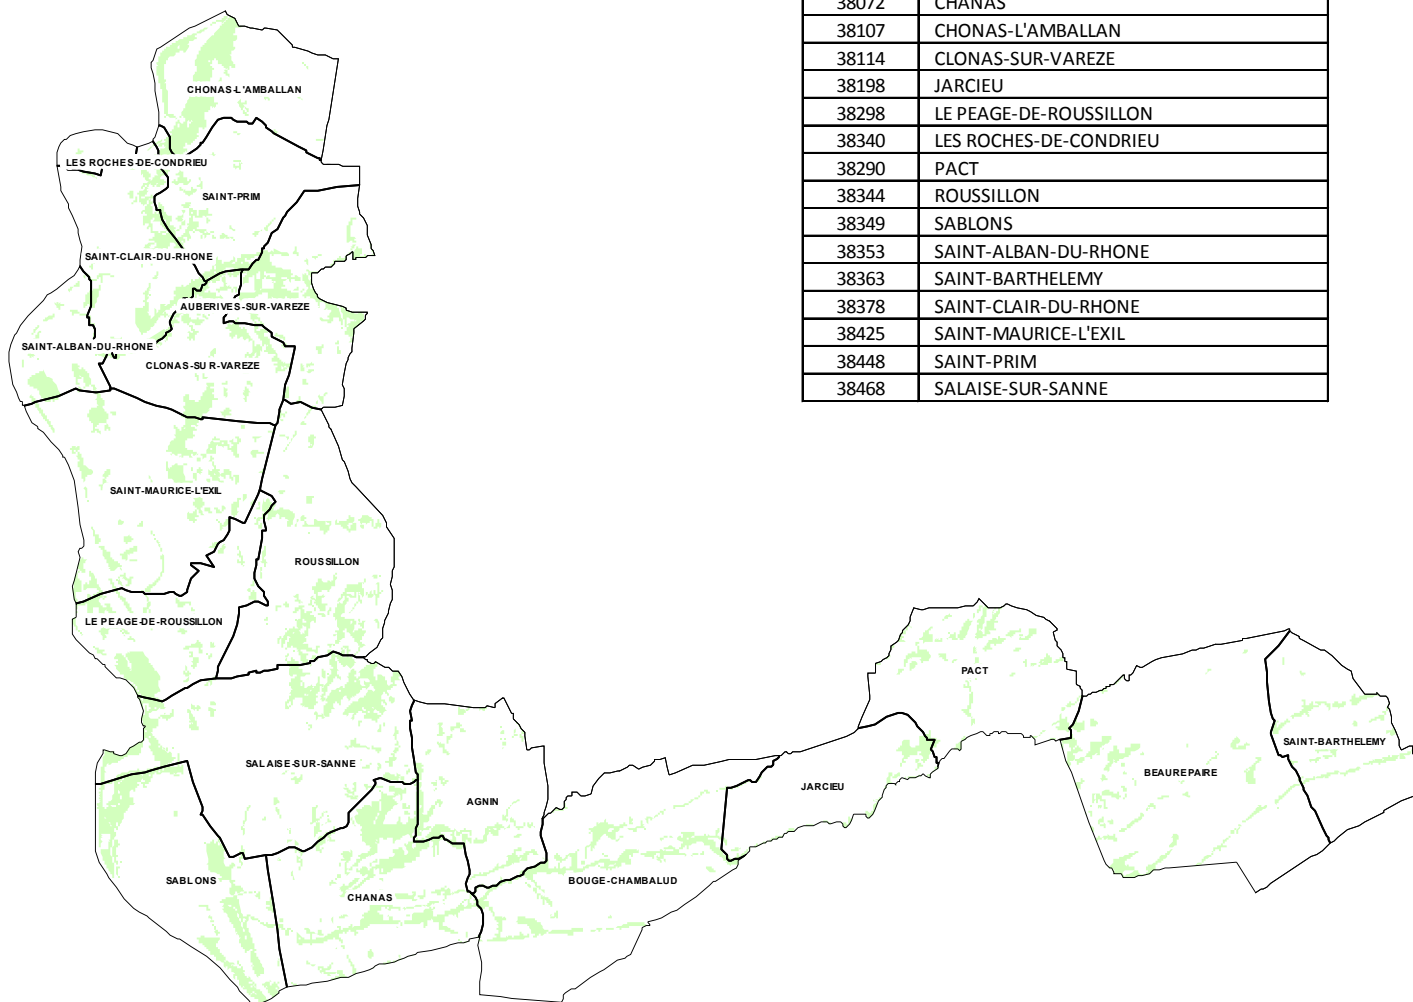 38072 CHANAS
38107 CHONAS-L'AMBALLAN
38114 CLONAS-SUR-VAREZE
38198 JARCIEU
38298 LE PEAGE-DE-ROUSSILLON
38340 LES ROCHES-DE-CONDRIEU
38290 PACT
38344 ROUSSILLON
38349 SABLONS
38353 SAINT-ALBAN-DU-RHONE
38363 SAINT-BARTHELEMY
38378 SAINT-CLAIR-DU-RHONE
38425 SAINT-MAURICE-L'EXIL
38448 SAINT-PRIM
38468 SALAISE-SUR-SANNE
CHONAS-L'AMBALLAN
LES ROCHES-DE-CONDRIEU
SAINT-PRIM
SAINT-CLAIR-DU-RHONE
AUBERIVES-SUR-VAREZE
SAINT-ALBAN-DU-RHONE
CLONAS-SUR-VAREZE
SAINT-MAURICE-L'EXIL
ROUSSILLON
LE PEAGE-DE-ROUSSILLON
PACT
SAINT-BARTHELEMY
SALAISE-SUR-SANNE
BEAUREPAIRE
JARCIEU
AGNIN
SABLONS
BOUGE-CHAMBALUD
CHANAS